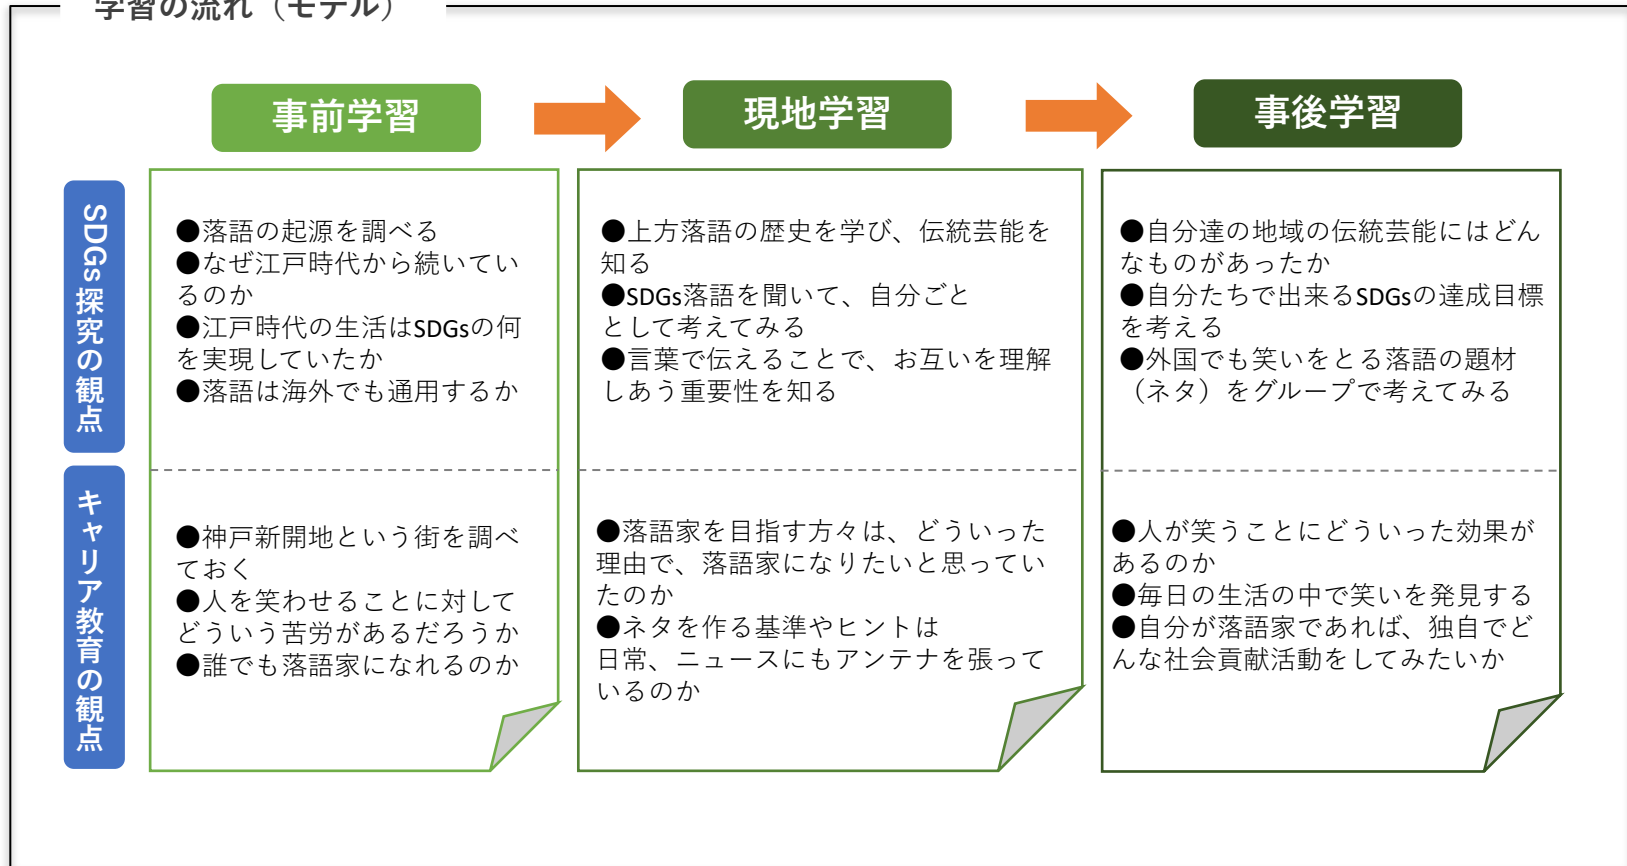 学習の流れ（モデル）
事前学習
現地学習
事後学習
SDGs探究の観点
●落語の起源を調べる
●なぜ江戸時代から続いてい
るのか
●江戸時代の生活はSDGsの何
を実現していたか
●落語は海外でも通用するか
●上方落語の歴史を学び、伝統芸能を
知る
●SDGs落語を聞いて、自分ごと
として考えてみる
●言葉で伝えることで、お互いを理解
しあう重要性を知る
●自分達の地域の伝統芸能にはどん
なものがあったか
●自分たちで出来るSDGsの達成目標
を考える
●外国でも笑いをとる落語の題材
（ネタ）をグループで考えてみる
キャリア教育の観点
●神戸新開地という街を調べ
ておく
●人を笑わせることに対して
どういう苦労があるだろうか
●誰でも落語家になれるのか
●落語家を目指す方々は、どういった
理由で、落語家になりたいと思ってい
たのか
●ネタを作る基準やヒントは
日常、ニュースにもアンテナを張って
いるのか
●人が笑うことにどういった効果が
あるのか
●毎日の生活の中で笑いを発見する
●自分が落語家であれば、独自でど
んな社会貢献活動をしてみたいか